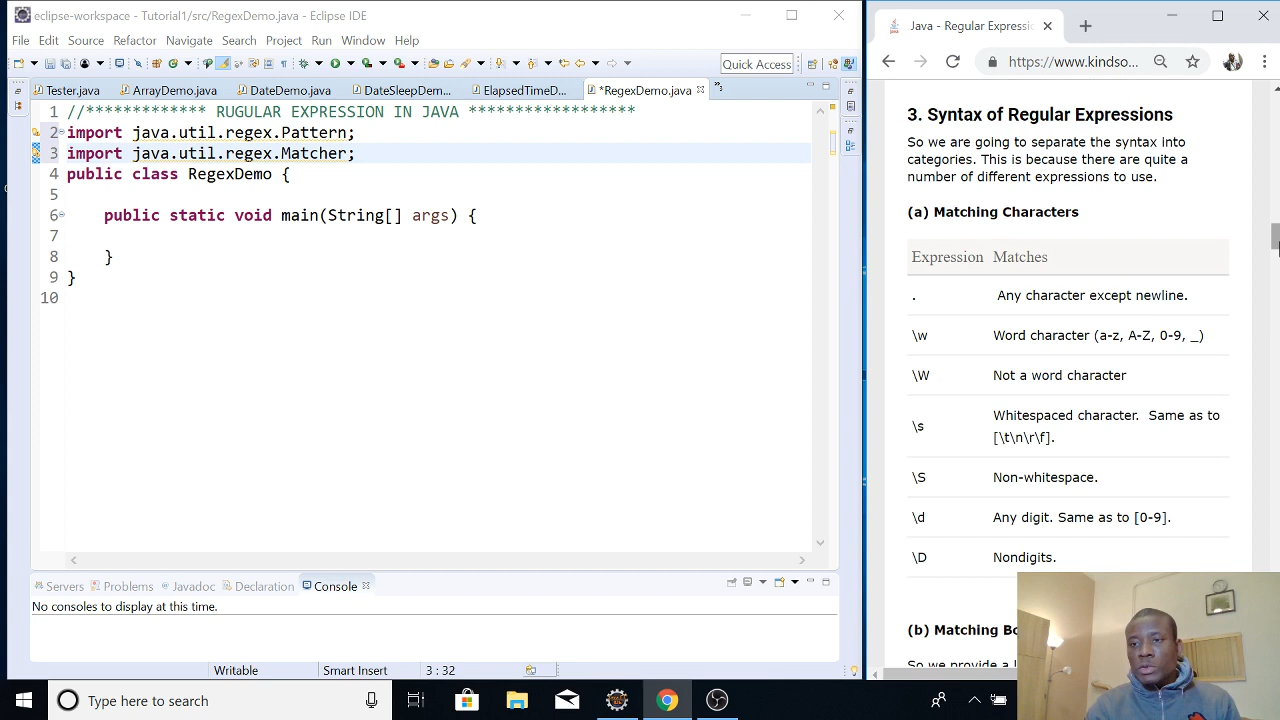 eclipse-workspace - Tutorial1/src/RegexDemo.java - Eclipse IDE
File Edit Source Refactor Navigate Search Project Run Window Help
Quick Access
Tester.java ArrayDemo.java DateDemo.java DateSleepDem... ElapsedTimeD... *RegexDemo.java
1 //************* RUGULAR EXPRESSION IN JAVA ******************
2 import java.util.regex.Pattern;
3 import java.util.regex.Matcher;
4 public class RegexDemo {
5
6 public static void main(String[] args) {
7
8 }
9 }
10
Servers Problems Javadoc Declaration Console
No consoles to display at this time.
Writable Smart Insert 3 : 32
Type here to search
Java - Regular Expressi
https://www.kindso...
3. Syntax of Regular Expressions
So we are going to separate the syntax into
categories. This is because there are quite a
number of different expressions to use.
(a) Matching Characters
Expression Matches
. Any character except newline.
\w Word character (a-z, A-Z, 0-9, _)
\W Not a word character
\s Whitespaced character. Same as to
[\t\n\r\f].
\S Non-whitespace.
\d Any digit. Same as to [0-9].
\D Nondigits.
(b) Matching Bo
So we provide a l